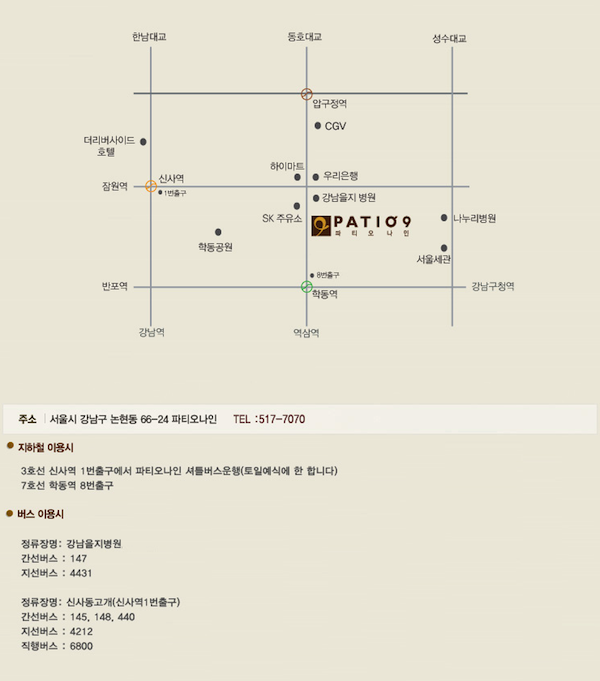 한남대교
동호대교
성수대교
압구정역
CGV
더리버사이드
호텔
하이마트
우리은행
신사역
잠원역
1번출구
강남을지 병원
SK 주유소
PATIO 9
파 티 오 나 인
나누리병원
학동공원
서울세관
8번출구
반포역
학동역
강남구청역
강남역
역삼역
주소 서울시 강남구 논현동 66-24 파티오나인 TEL :517-7070
지하철 이용시
3호선 신사역 1번출구에서 파티오나인 셔틀버스운행(토일예식에 한 합니다)
7호선 학동역 8번출구
버스 이용시
정류장명: 강남을지병원
간선버스 : 147
지선버스 : 4431
정류장명: 신사동고개(신사역1번출구)
간선버스 : 145, 148, 440
지선버스 : 4212
직행버스 : 6800